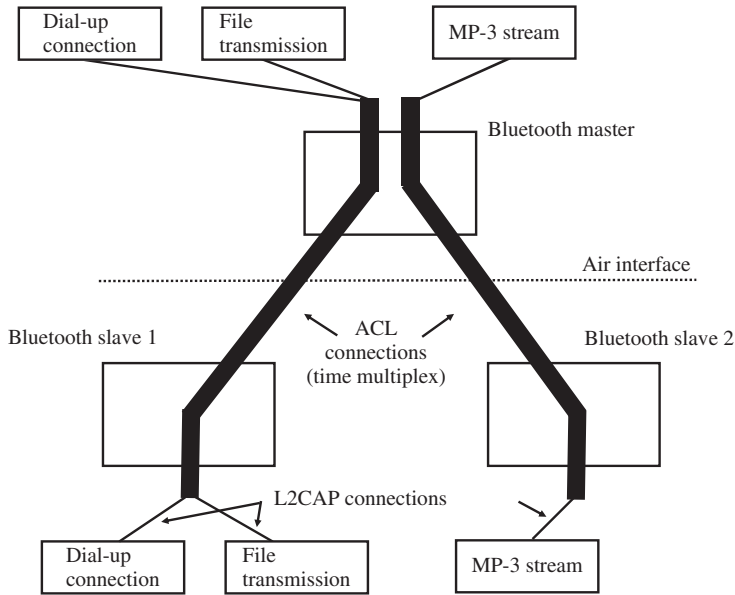 Dial-up
connection
File
transmission
MP-3 stream
Bluetooth master
Air interface
ACL
connections
(time multiplex)
Bluetooth slave 1
Bluetooth slave 2
L2CAP connections
Dial-up
connection
File
transmission
MP-3 stream